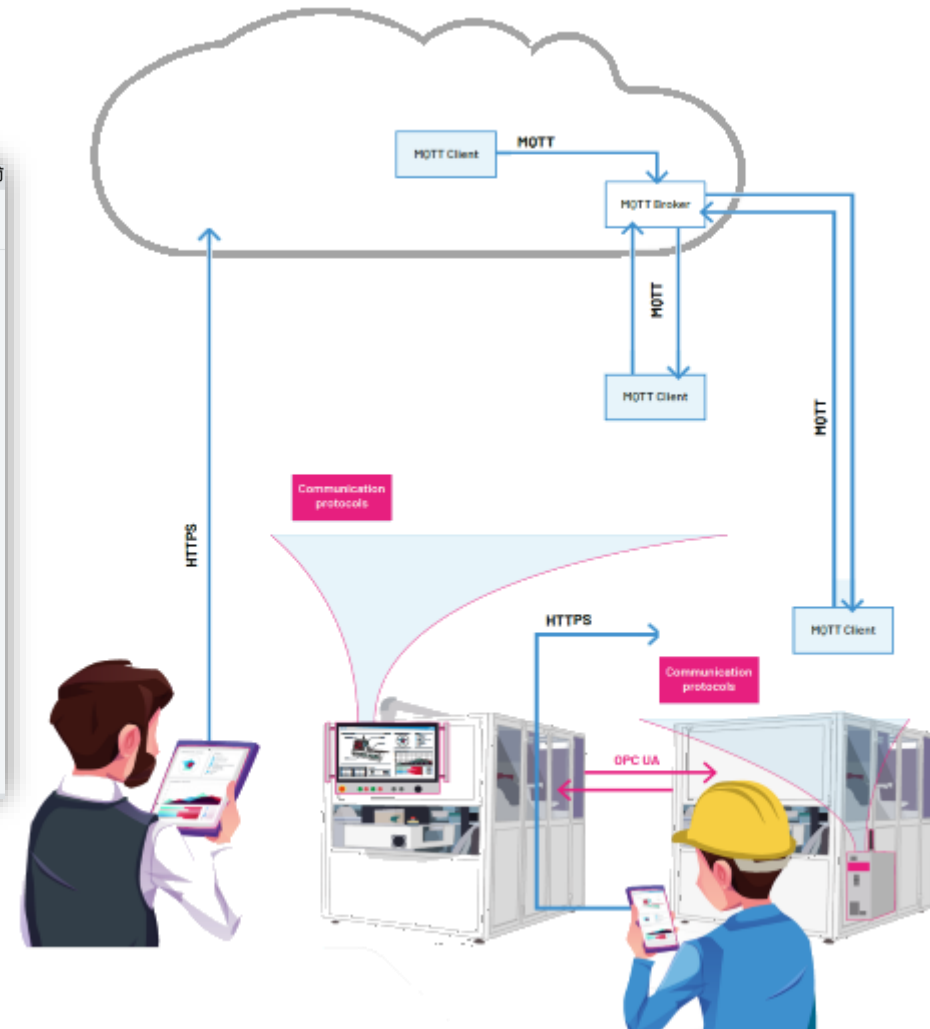 MQTT
MQTT Client
MQTT Broker
MQTT
MQTT Client
MQTT
Communication
protocols
HTTPS
HTTPS
MQTT Client
Communication
protocols
OPC UA